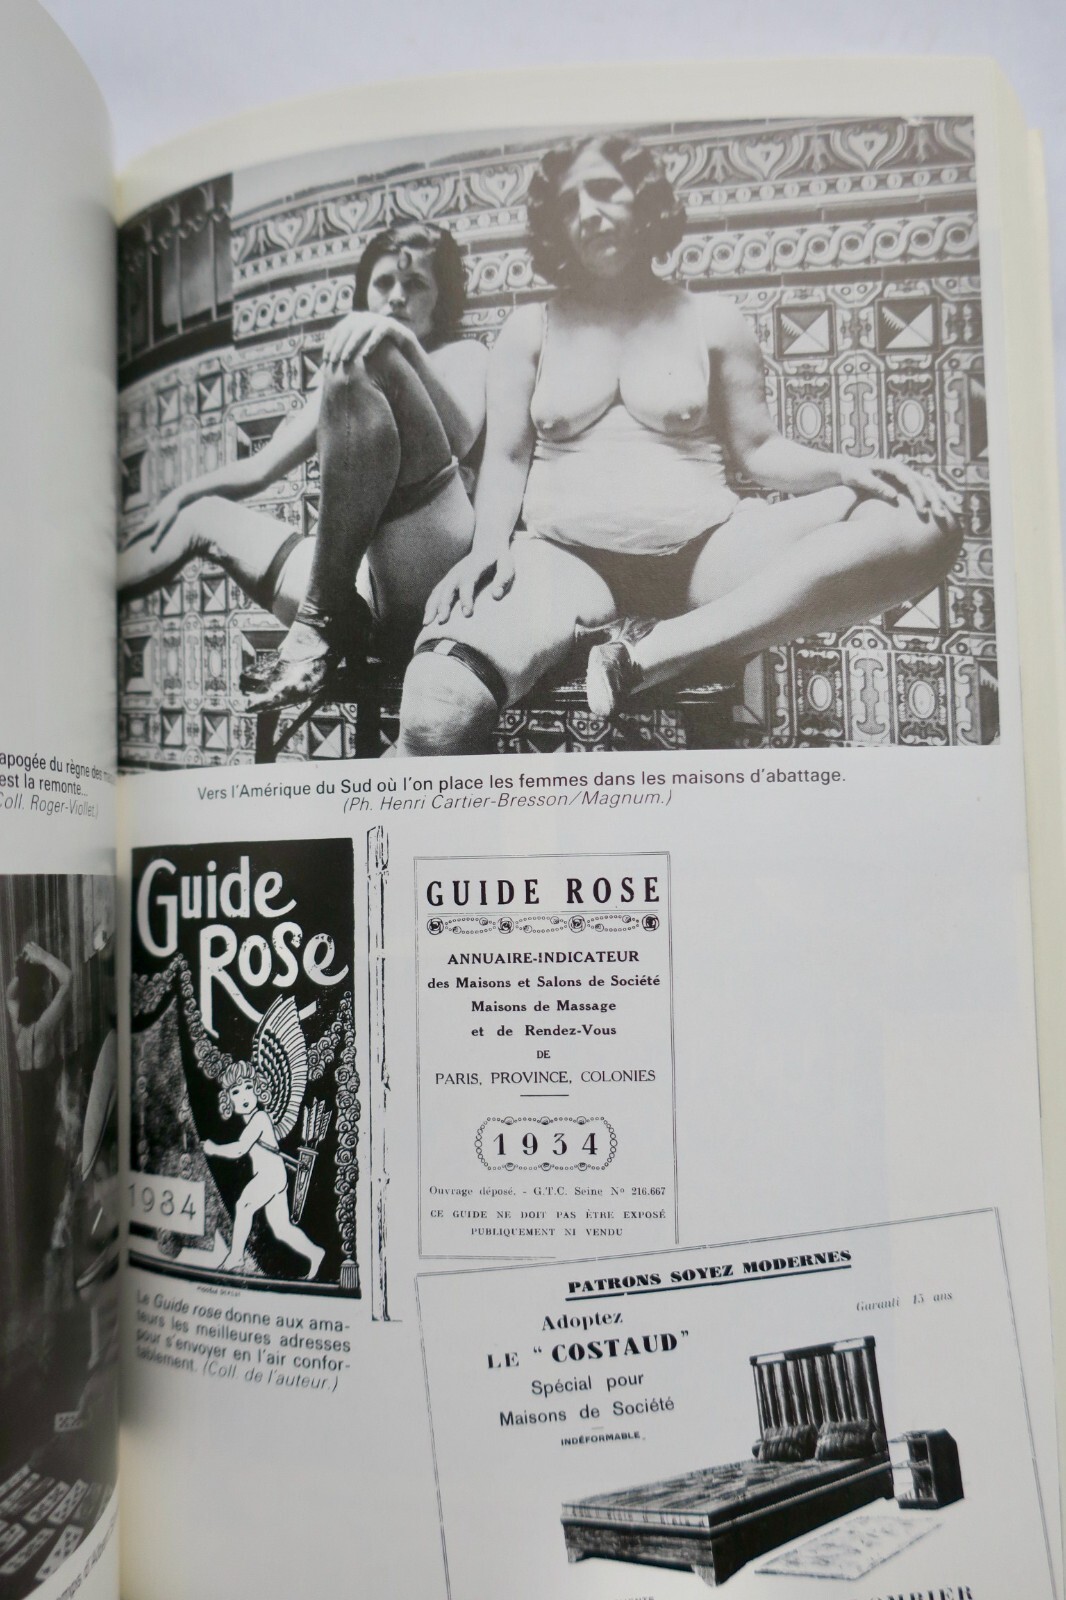 apogée du règne des
est la remonte...
Coll. Roger-Viollet.)
Vers l'Amérique du Sud où l'on place les femmes dans les maisons d'abattage.
(Ph. Henri Cartier-Bresson/Magnum.)
Guide
Rose
1934
Le Guide rose donne aux ama-
teurs les meilleures adresses
pour s'envoyer en l'air confor-
tablement. (Coll. de l'auteur.)
GUIDE ROSE
ANNUAIRE-INDICATEUR
des Maisons et Salons de Société
Maisons de Massage
et de Rendez-Vous
DE
PARIS, PROVINCE, COLONIES
1934
Ouvrage déposé. - G.T.C. Seine No 216.667
CE GUIDE NE DOIT PAS ÊTRE EXPOSÉ
PUBLIQUEMENT NI VENDU
PATRONS SOYEZ MODERNES
Adoptez
Garanti 15 ans
LE "COSTAUD"
Spécial pour
Maisons de Société
INDÉFORMABLE